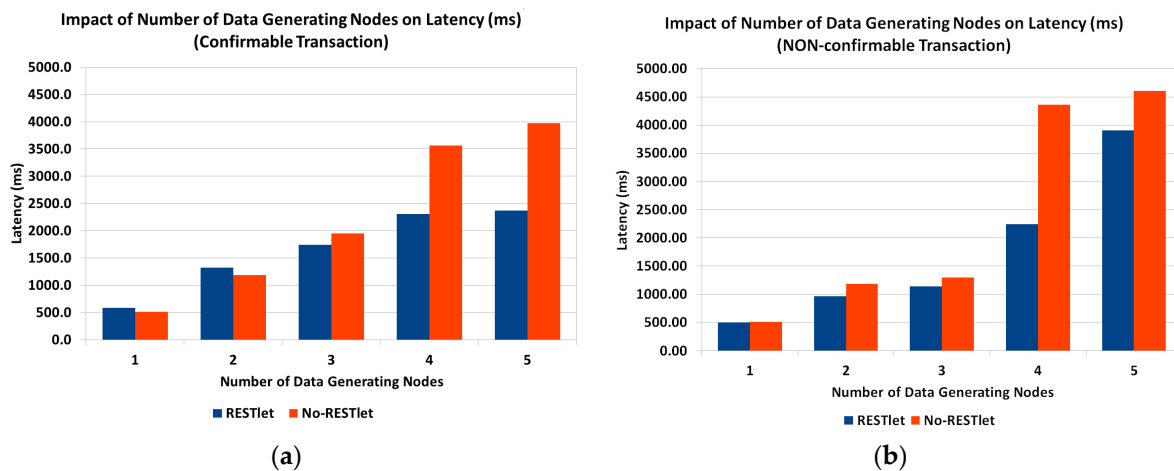 Impact of Number of Data Generating Nodes on Latency (ms)
(Confirmable Transaction)
5000.0
4500.0
4000.0
3500.0
3000.0
2500.0
2000.0
1500.0
1000.0
500.0
0.0
Latency (ms)
1 2 3 4 5
Number of Data Generating Nodes
RESTlet No-RESTlet
(a)
Impact of Number of Data Generating Nodes on Latency (ms)
(NON-confirmable Transaction)
5000.00
4500.00
4000.00
3500.00
3000.00
2500.00
2000.00
1500.00
1000.00
500.00
0.00
Latency (ms)
1 2 3 4 5
Number of Data Generating Nodes
RESTlet No-RESTlet
(b)